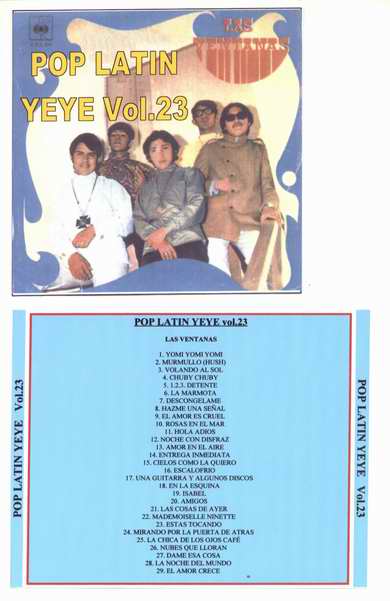 CBS
LAS
VENTANAS
POP LATIN
YEYE Vol.23
POP LATIN YEYE vol.23
LAS VENTANAS
1. YOMI YOMI YOMI
2. MURMULLO (HUSH)
3. VOLANDO AL SOL
4. CHUBY CHUBY
5. 1.2.3. DETENTE
6. LA MARMOTA
7. DESCONGELAME
8. HAZME UNA SEÑAL
9. EL AMOR ES CRUEL
10. ROSAS EN EL MAR
11. HOLA ADIOS
12. NOCHE CON DISFRAZ
13. AMOR EN EL AIRE
14. ENTREGA INMEDIATA
15. CIELOS COMO LA QUIERO
16. ESCALOFRIO
17. UNA GUITARRA Y ALGUNOS DISCOS
18. EN LA ESQUINA
19. ISABEL
20. AMIGOS
21. LAS COSAS DE AYER
22. MADEMOISELLE NINETTE
23. ESTAS TOCANDO
24. MIRANDO POR LA PUERTA DE ATRAS
25. LA CHICA DE LOS OJOS CAFÉ
26. NUBES QUE LLORAN
27. DAME ESA COSA
28. LA NOCHE DEL MUNDO
29. EL AMOR CRECE
POP LATIN YEYE Vol.23
POP LATIN YEYE Vol.23